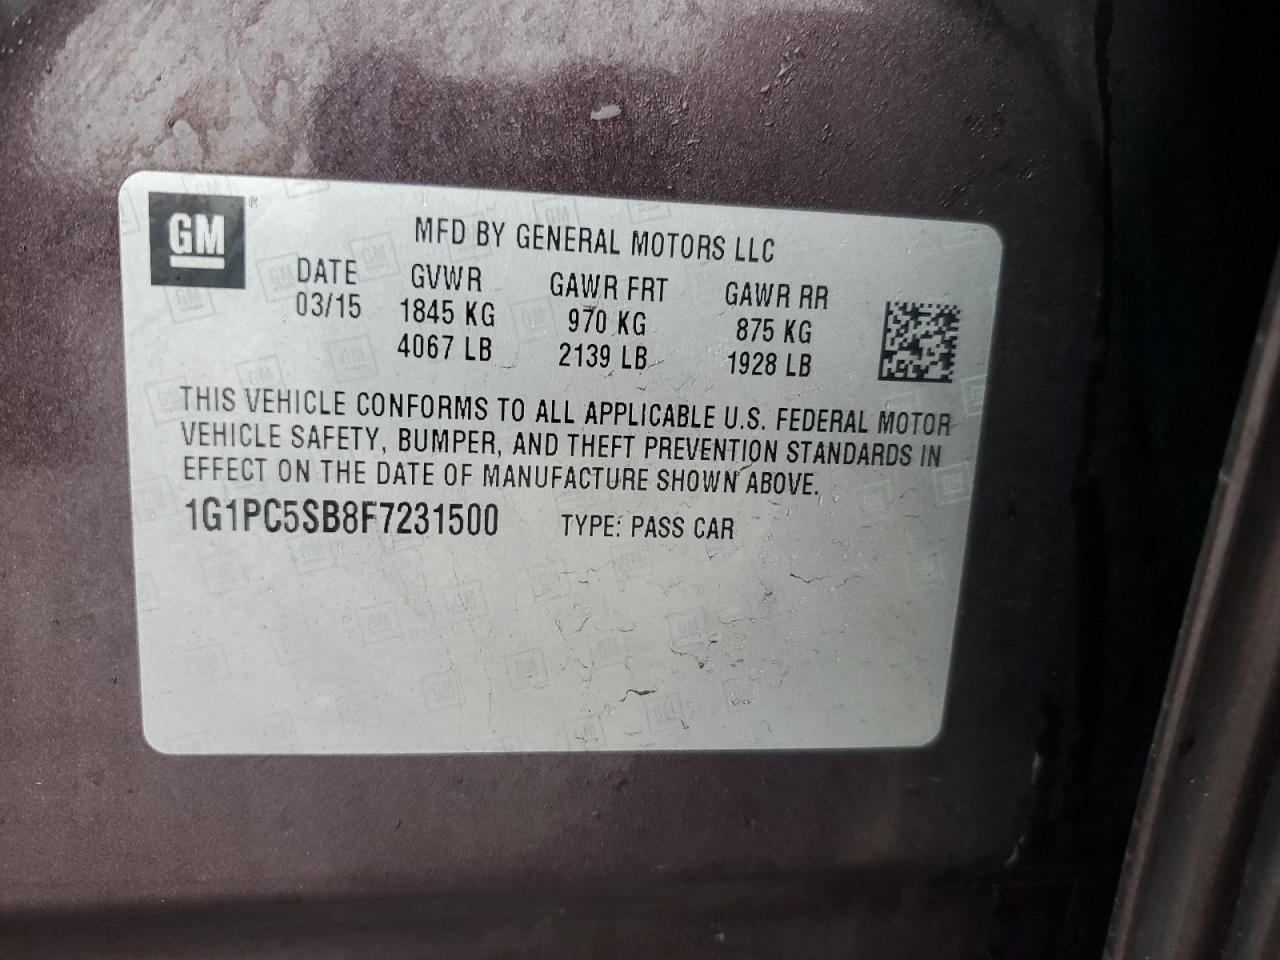 GM ®
MFD BY GENERAL MOTORS LLC
DATE GVWR GAWR FRT GAWR RR
03/15 1845 KG 970 KG 875 KG
4067 LB 2139 LB 1928 LB
THIS VEHICLE CONFORMS TO ALL APPLICABLE U.S. FEDERAL MOTOR
VEHICLE SAFETY, BUMPER, AND THEFT PREVENTION STANDARDS IN
EFFECT ON THE DATE OF MANUFACTURE SHOWN ABOVE.
1G1PC5SB8F7231500 TYPE: PASS CAR